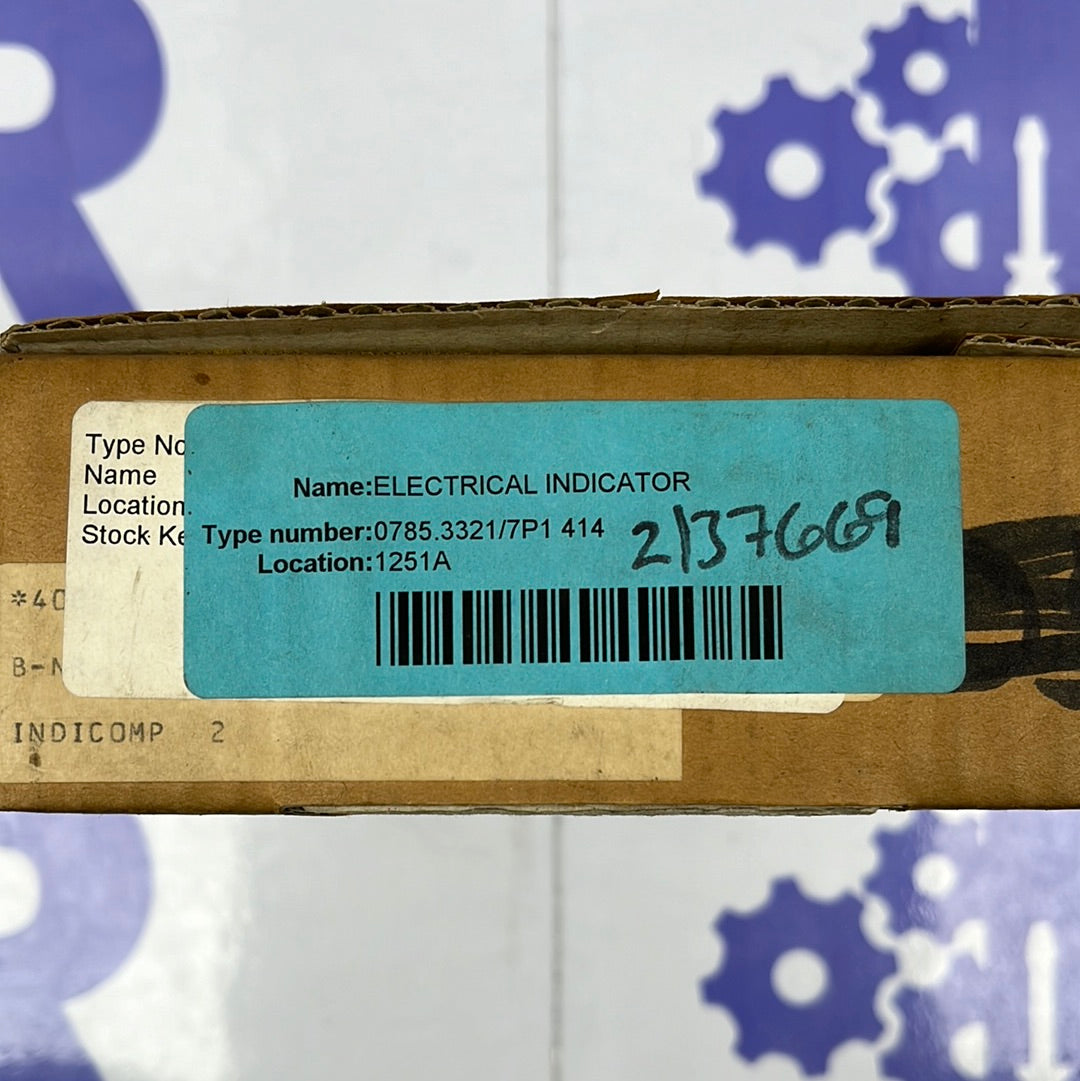 R
Type No
Name
Location
Stock Ke
Name:ELECTRICAL INDICATOR
Type number:0785.3321/7P1 414
Location:1251A
2137669
*40
B-N
INDICOMP 2
R